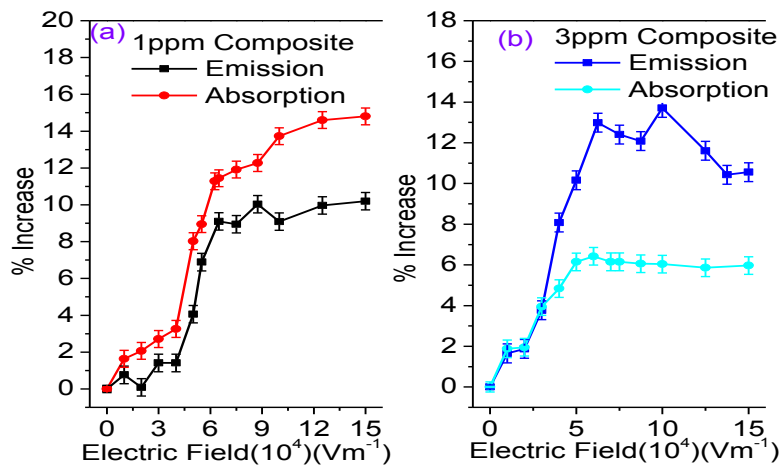 (a)
1ppm Composite
Emission
Absorption
% Increase
20
18
16
14
12
10
8
6
4
2
0
0 3 6 9 12 15
Electric Field(10⁴)(Vm⁻¹)
(b)
3ppm Composite
Emission
Absorption
% Increase
16
14
12
10
8
6
4
2
0
0 5 10 15
Electric Field(10⁴)(Vm⁻¹)